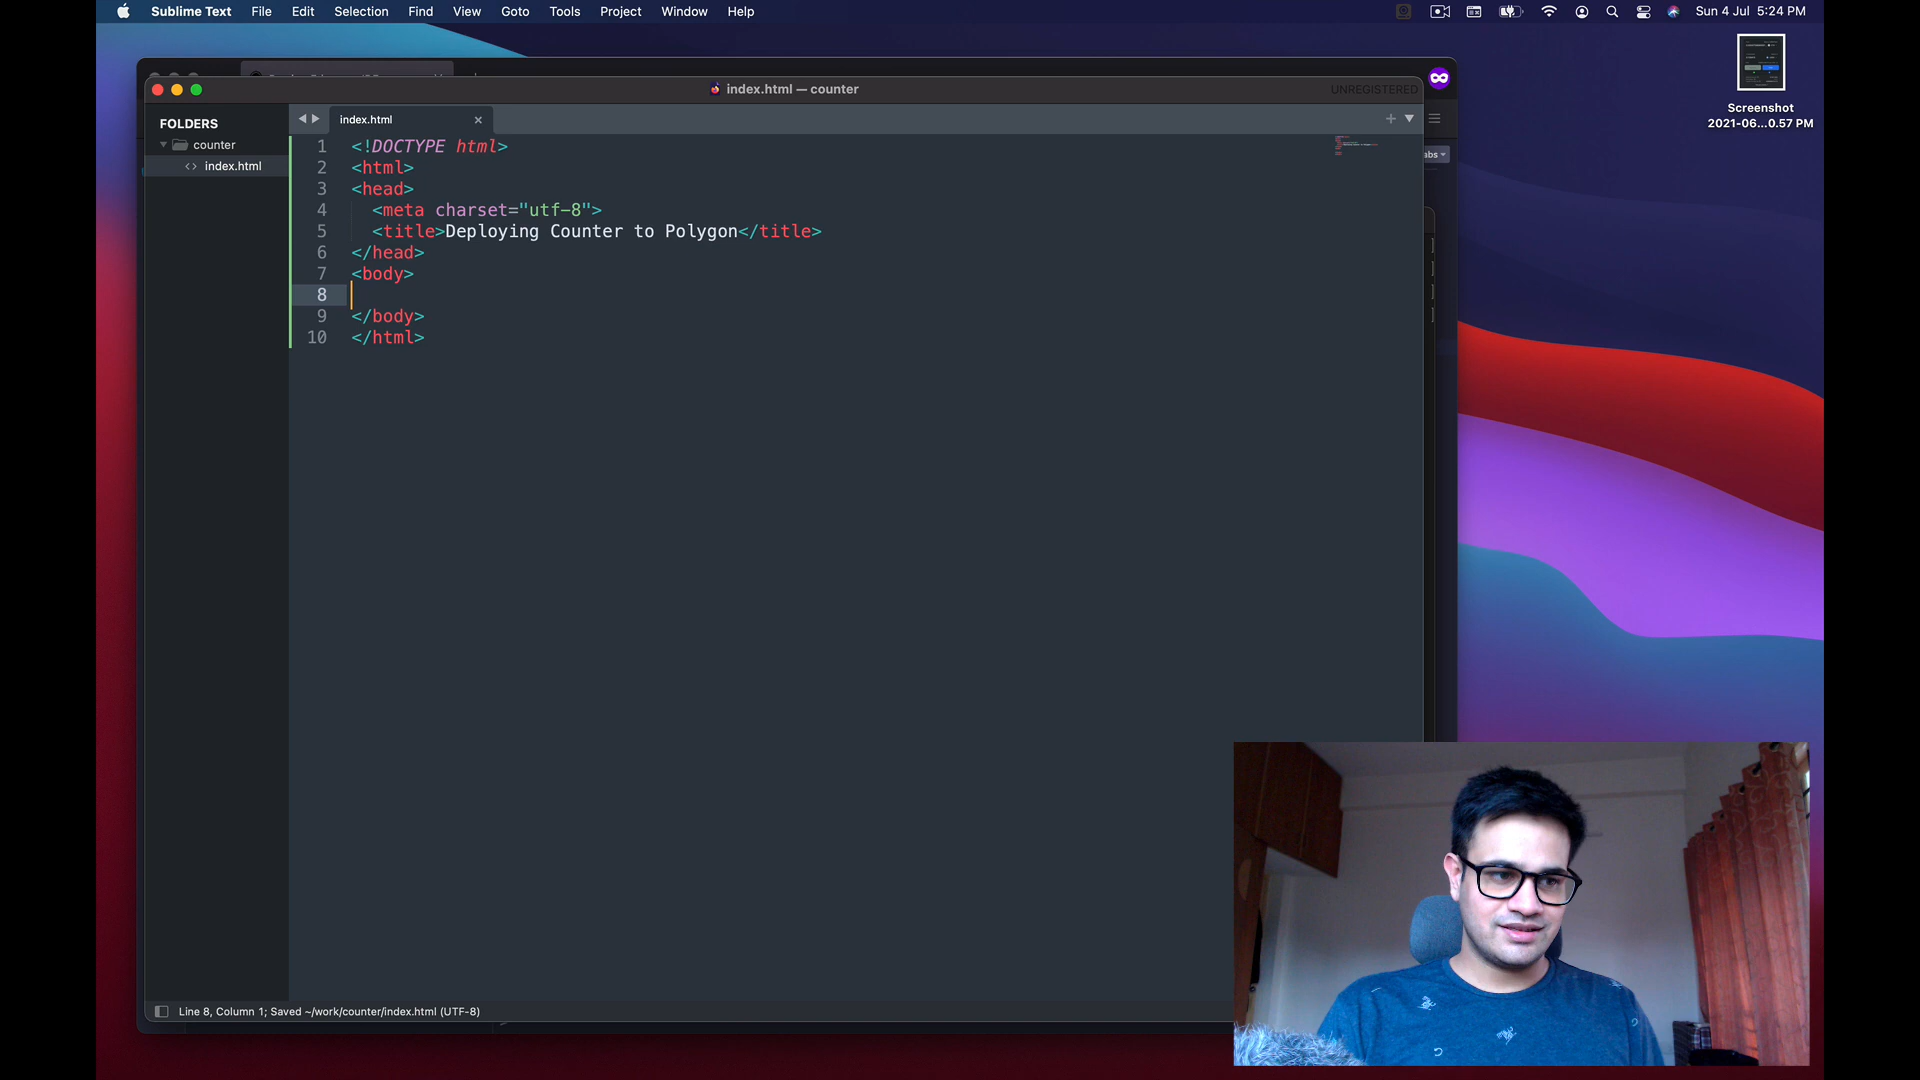 Sublime Text File Edit Selection Find View Goto Tools Project Window Help
Sun 4 Jul 5:24 PM
Screenshot
2021-06...0.57 PM
index.html — counter
UNREGISTERED
FOLDERS
counter
index.html
index.html
abs
1 <!DOCTYPE html>
2 <html>
3 <head>
4 <meta charset="utf-8">
5 <title>Deploying Counter to Polygon</title>
6 </head>
7 <body>
8
9 </body>
10 </html>
Line 8, Column 1; Saved ~/work/counter/index.html (UTF-8)